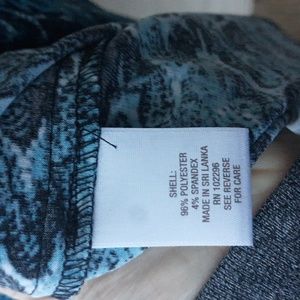 SHELL:
96% POLYESTER
4% SPANDEX
MADE IN SRI LANKA
RN 102296
SEE REVERSE
FOR CARE